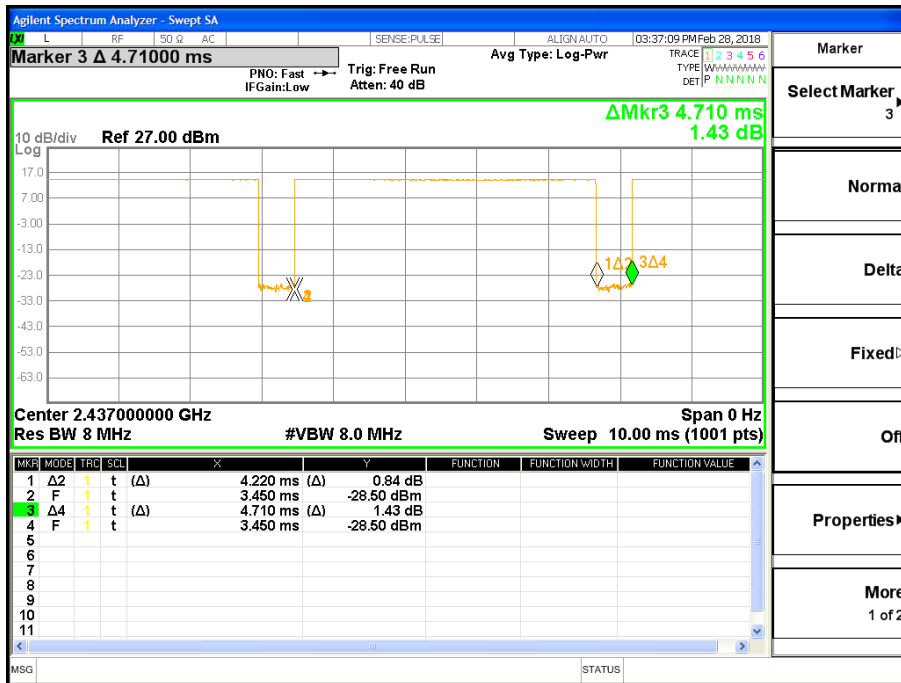 Agilent Spectrum Analyzer - Swept SA
LXI L RF 50 Ω AC SENSE:PULSE ALIGN AUTO 03:37:09 PM Feb 28, 2018
Marker 3 Δ 4.71000 ms
PNO: Fast
IFGain:Low
Trig: Free Run
Atten: 40 dB
Avg Type: Log-Pwr
TRACE 1 2 3 4 5 6
TYPE WWWWWW
DET P N N N N N
ΔMkr3 4.710 ms
1.43 dB
10 dB/div Ref 27.00 dBm
Log
17.0
7.00
-3.00
-13.0
-23.0
-33.0
-43.0
-53.0
-63.0
1Δ2 3Δ4
Center 2.437000000 GHz Span 0 Hz
Res BW 8 MHz #VBW 8.0 MHz Sweep 10.00 ms (1001 pts)
MKR MODE TRC SCL X Y FUNCTION FUNCTION WIDTH FUNCTION VALUE
1 Δ2 1 t (Δ) 4.220 ms (Δ) 0.84 dB
2 F 1 t 3.450 ms -28.50 dBm
3 Δ4 1 t (Δ) 4.710 ms (Δ) 1.43 dB
4 F 1 t 3.450 ms -28.50 dBm
5
6
7
8
9
10
11
MSG STATUS
Marker
Select Marker
3
Norma
Delta
Fixed
Off
Properties
More
1 of 2